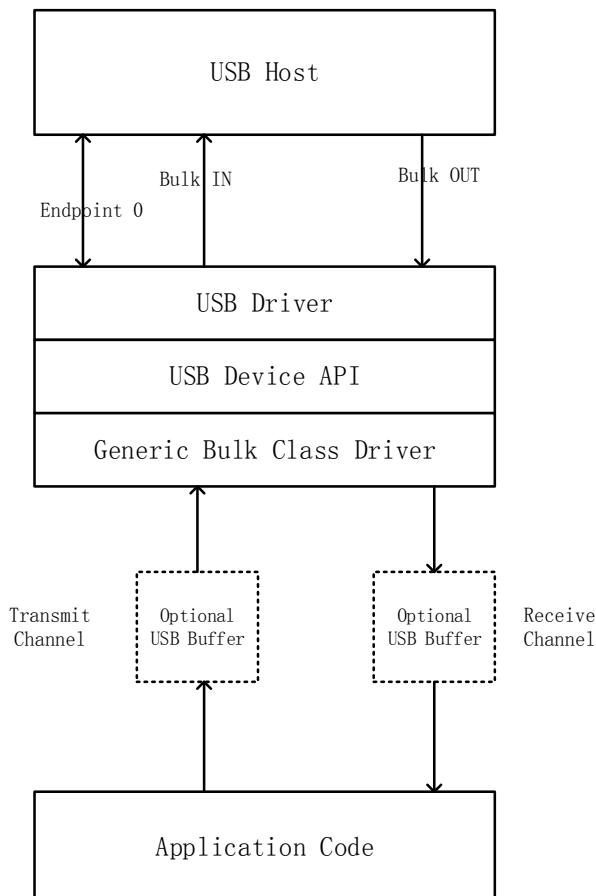 USB Host
Bulk IN
Bulk OUT
Endpoint 0
USB Driver
USB Device API
Generic Bulk Class Driver
Transmit
Channel
Optional
USB Buffer
Optional
USB Buffer
Receive
Channel
Application Code